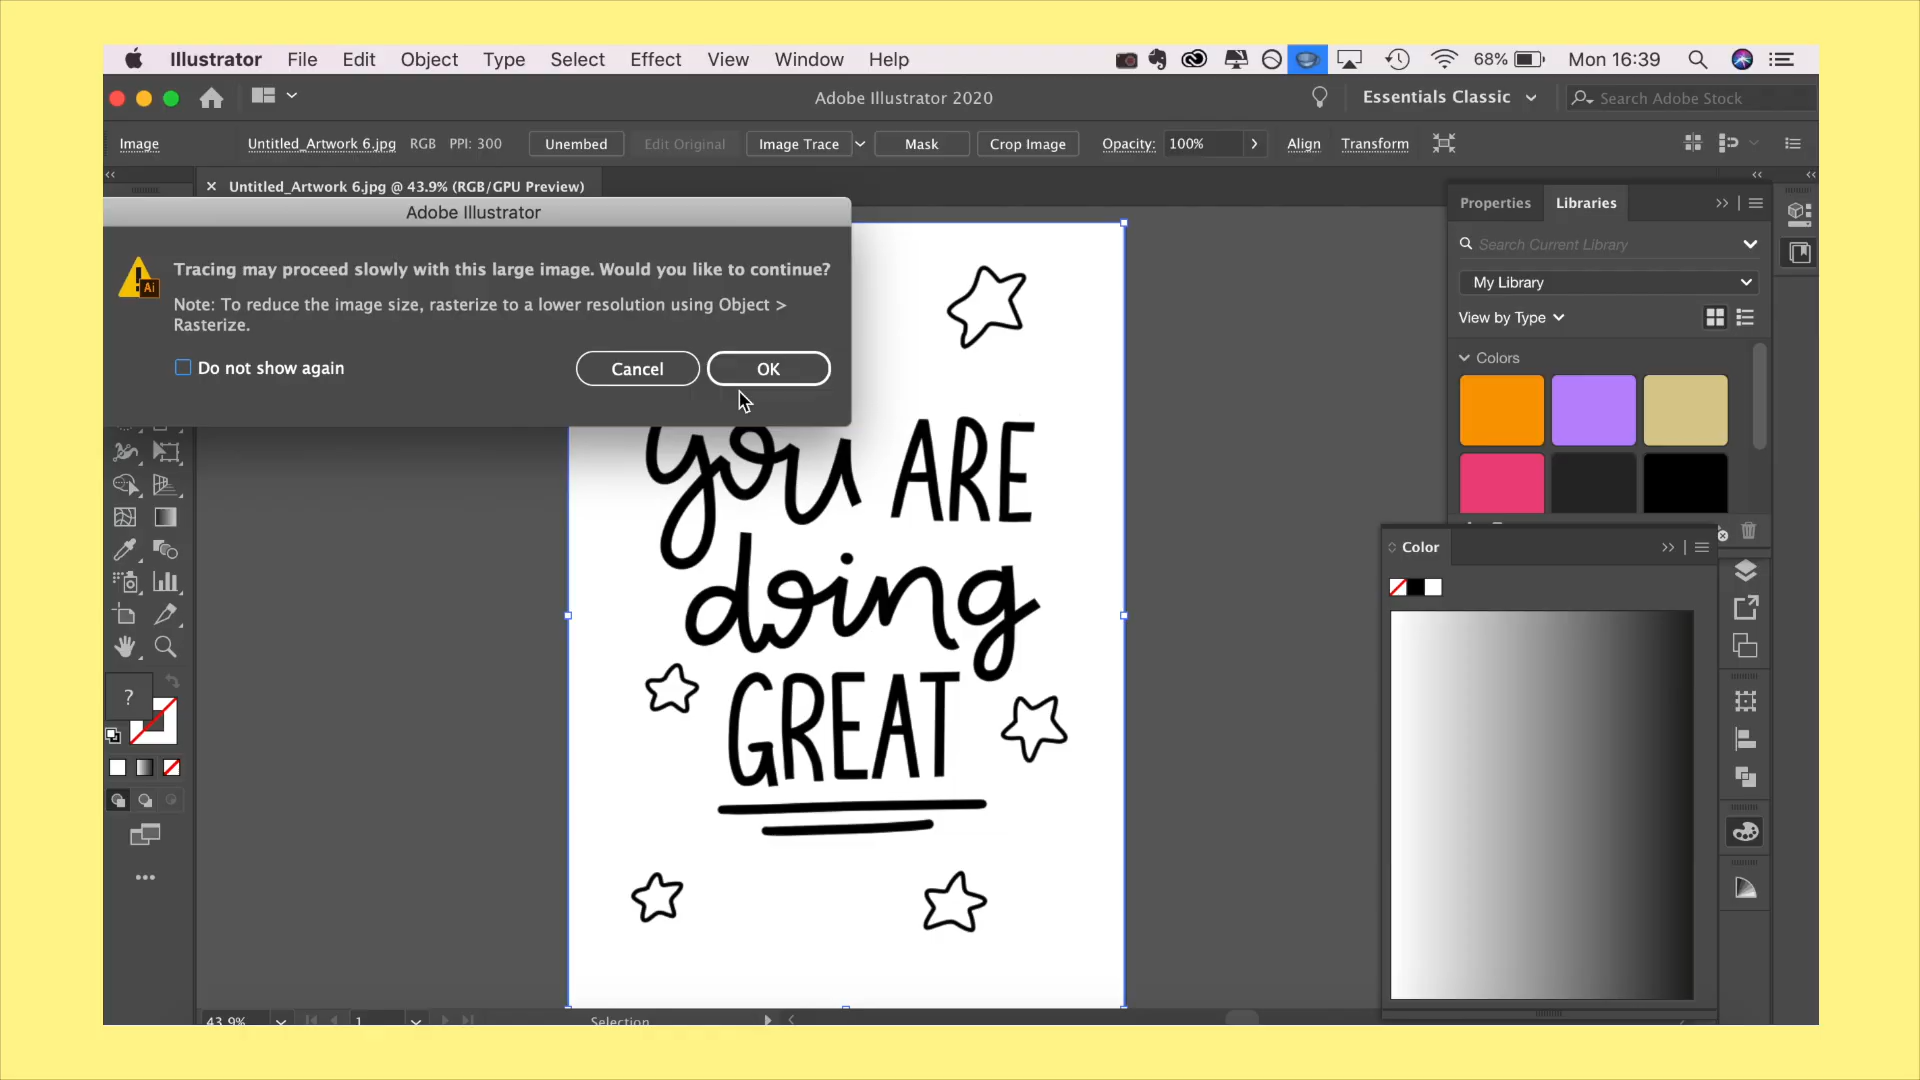 Illustrator File Edit Object Type Select Effect View Window Help 68% Mon 16:39
Adobe Illustrator 2020 Essentials Classic Search Adobe Stock
Image Untitled_Artwork 6.jpg RGB PPI: 300 Unembed Edit Original Image Trace Mask Crop Image Opacity: 100% Align Transform
Untitled_Artwork 6.jpg @ 43.9% (RGB/GPU Preview)
Adobe Illustrator
Tracing may proceed slowly with this large image. Would you like to continue?
Note: To reduce the image size, rasterize to a lower resolution using Object >
Rasterize.
Do not show again Cancel OK
Ai
you ARE
doing
GREAT
Properties Libraries
Search Current Library
My Library
View by Type
Colors
Color
?
43.9% 1 Selection